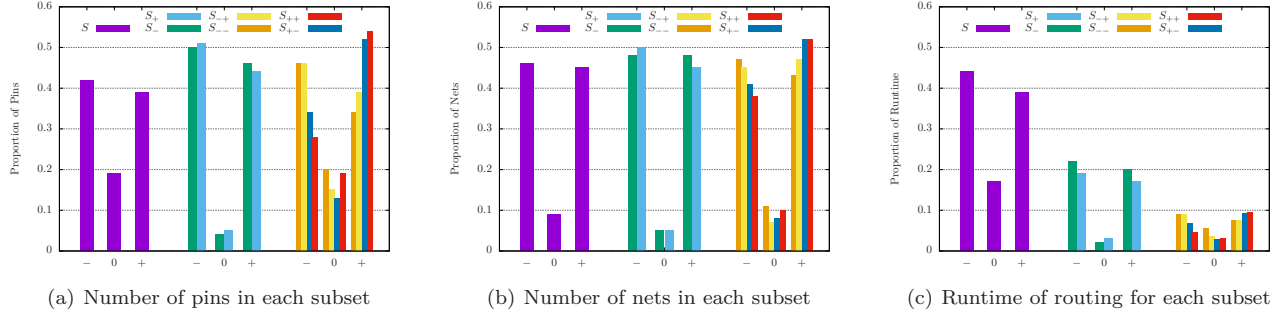 Proportion of Pins
0.6
0.5
0.4
0.3
0.2
0.1
0
S S₊ S₋₊ S₊₊
S₋ S₋₋ S₊₋
− 0 + − 0 + − 0 +
(a) Number of pins in each subset
Proportion of Nets
0.6
0.5
0.4
0.3
0.2
0.1
0
S S₊ S₋₊ S₊₊
S₋ S₋₋ S₊₋
− 0 + − 0 + − 0 +
(b) Number of nets in each subset
Proportion of Runtime
0.6
0.5
0.4
0.3
0.2
0.1
0
S S₊ S₋₊ S₊₊
S₋ S₋₋ S₊₋
− 0 + − 0 + − 0 +
(c) Runtime of routing for each subset